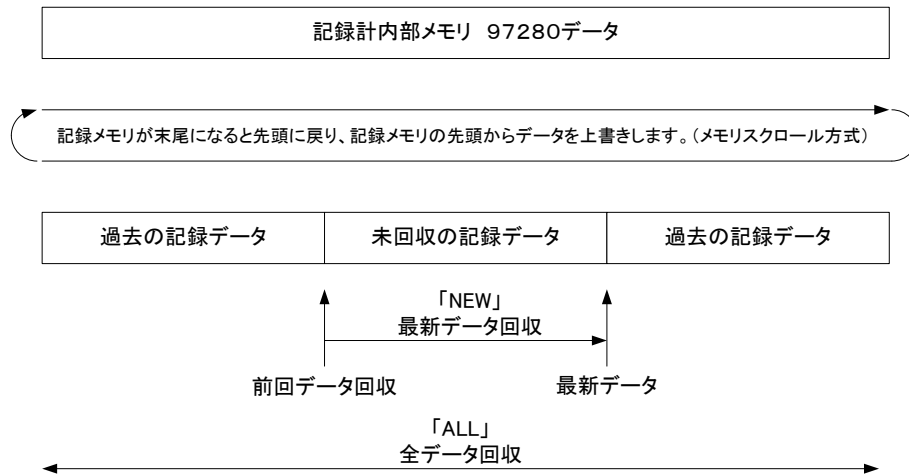 記録計内部メモリ 97280データ
記録メモリが末尾になると先頭に戻り、記録メモリの先頭からデータを上書きします。(メモリスクロール方式)
過去の記録データ 未回収の記録データ 過去の記録データ
「NEW」
最新データ回収
前回データ回収 最新データ
「ALL」
全データ回収